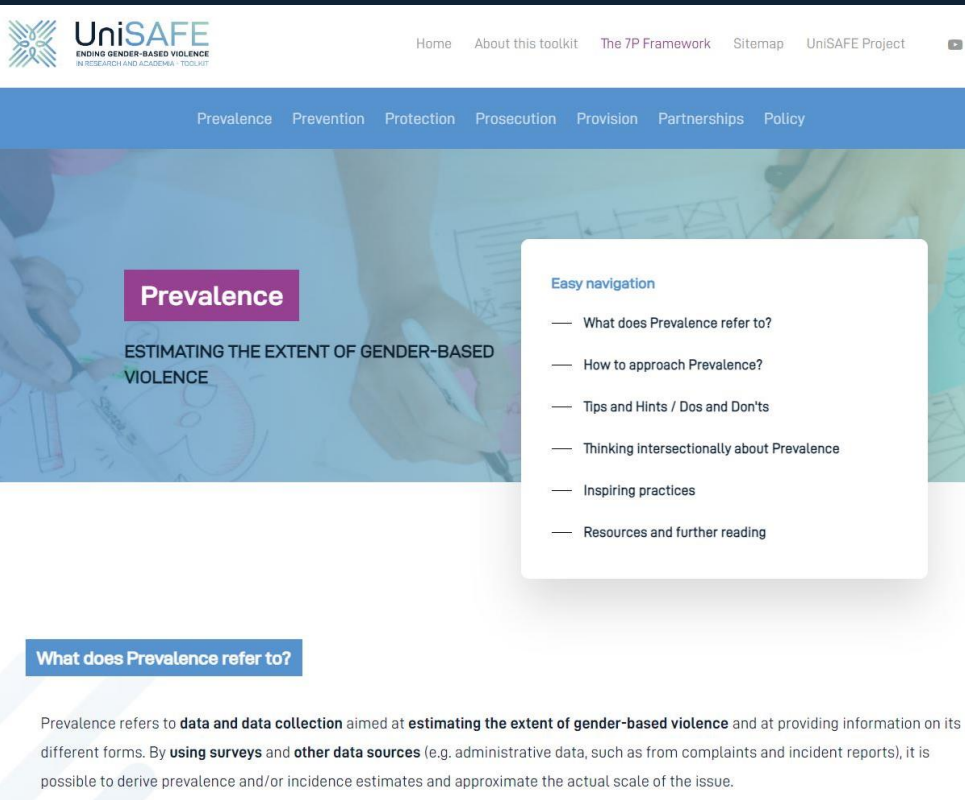 UniSAFE
ENDING GENDER-BASED VIOLENCE
IN RESEARCH AND ACADEMIA - TOOLKIT
Home About this toolkit The 7P Framework Sitemap UniSAFE Project
Prevalence Prevention Protection Prosecution Provision Partnerships Policy
Prevalence
ESTIMATING THE EXTENT OF GENDER-BASED
VIOLENCE
Easy navigation
What does Prevalence refer to?
How to approach Prevalence?
Tips and Hints / Dos and Don'ts
Thinking intersectionally about Prevalence
Inspiring practices
Resources and further reading
What does Prevalence refer to?
Prevalence refers to data and data collection aimed at estimating the extent of gender-based violence and at providing information on its
different forms. By using surveys and other data sources (e.g. administrative data, such as from complaints and incident reports), it is
possible to derive prevalence and/or incidence estimates and approximate the actual scale of the issue.